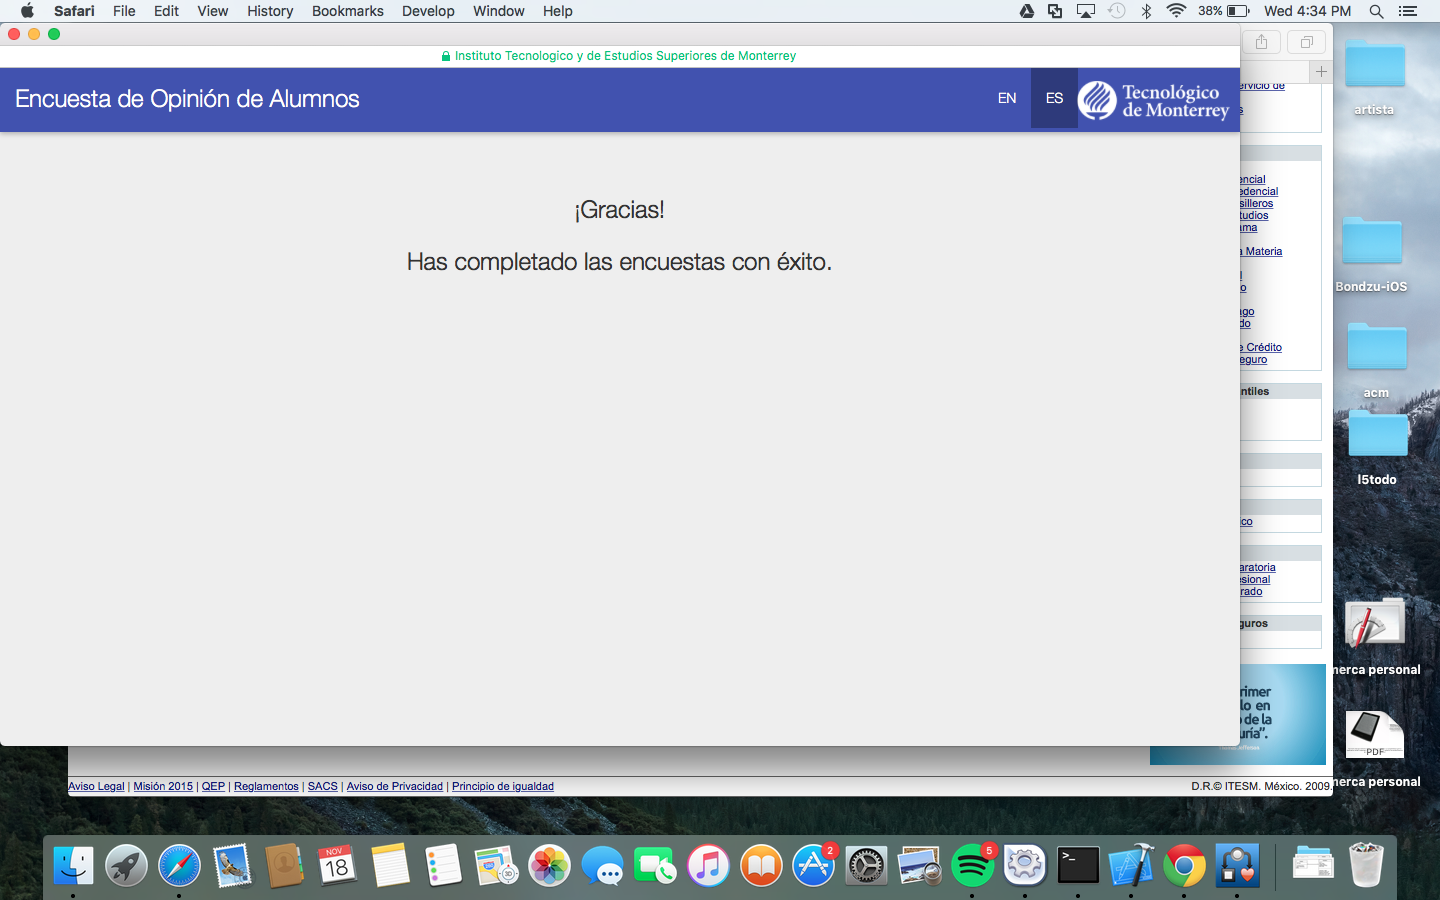 Safari File Edit View History Bookmarks Develop Window Help
38% Wed 4:34 PM
Instituto Tecnologico y de Estudios Superiores de Monterrey
Encuesta de Opinión de Alumnos
EN ES
Tecnológico
de Monterrey
¡Gracias!
Has completado las encuestas con éxito.
ervicio de
s
encial
edencial
silleros
tudios
ama
a Materia
o
ago
do
e Crédito
eguro
ntiles
co
aratoria
sional
rado
guros
rimer
lo en
o de la
uría”.
Aviso Legal | Misión 2015 | QEP | Reglamentos | SACS | Aviso de Privacidad | Principio de igualdad
D.R.© ITESM. México. 2009.
artista
Bondzu-iOS
acm
I5todo
merca personal
PDF
merca personal
NOV
18
2
5
>_